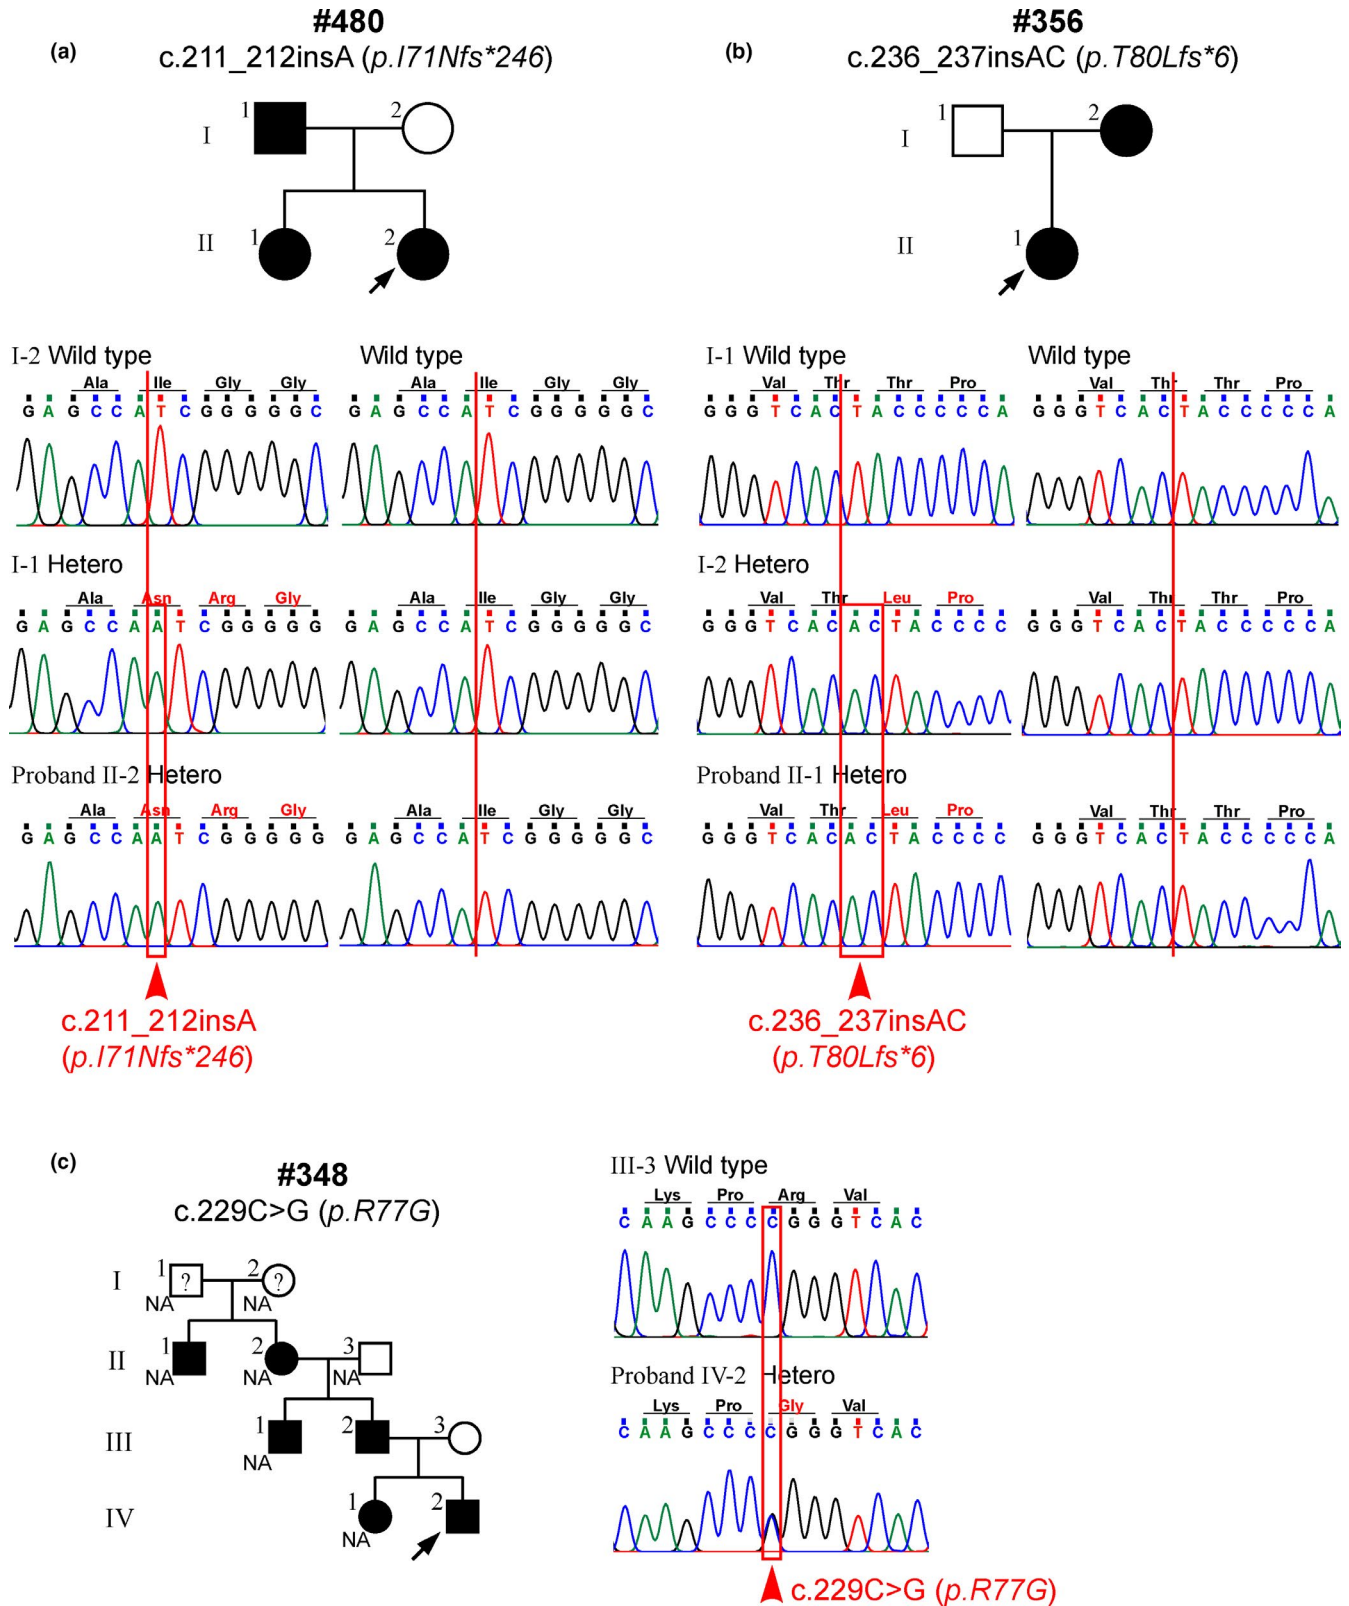 #480
(a) c.211_212insA (p.I71Nfs*246)
1 2
I
1 2
II
I-2 Wild type Wild type
Ala Ile Gly Gly Ala Ile Gly Gly
G A G C C A T C G G G G G C G A G C C A T C G G G G G C
I-1 Hetero
Ala Asn Arg Gly Ala Ile Gly Gly
G A G C C A A T C G G G G G G A G C C A T C G G G G G C
Proband II-2 Hetero
Ala Asn Arg Gly Ala Ile Gly Gly
G A G C C A A T C G G G G G G A G C C A T C G G G G G C
c.211_212insA
(p.I71Nfs*246)
#356
(b) c.236_237insAC (p.T80Lfs*6)
1 2
I
1
II
I-1 Wild type Wild type
Val Thr Thr Pro Val Thr Thr Pro
G G G T C A C T A C C C C C A G G G T C A C T A C C C C C A
I-2 Hetero
Val Thr Leu Pro Val Thr Thr Pro
G G G T C A C A C T A C C C C G G G T C A C T A C C C C C A
Proband II-1 Hetero
Val Thr Leu Pro Val Thr Thr Pro
G G G T C A C A C T A C C C C G G G T C A C T A C C C C C A
c.236_237insAC
(p.T80Lfs*6)
(c) #348
c.229C>G (p.R77G)
1 ? 2 ?
I
NA NA
1 2 3
II
NA NA NA
1 2 3
III
NA
1 2
IV
NA
III-3 Wild type
Lys Pro Arg Val
C A A G C C C C G G G T C A C
Proband IV-2 Hetero
Lys Pro Gly Val
C A A G C C C C G G G T C A C
c.229C>G (p.R77G)